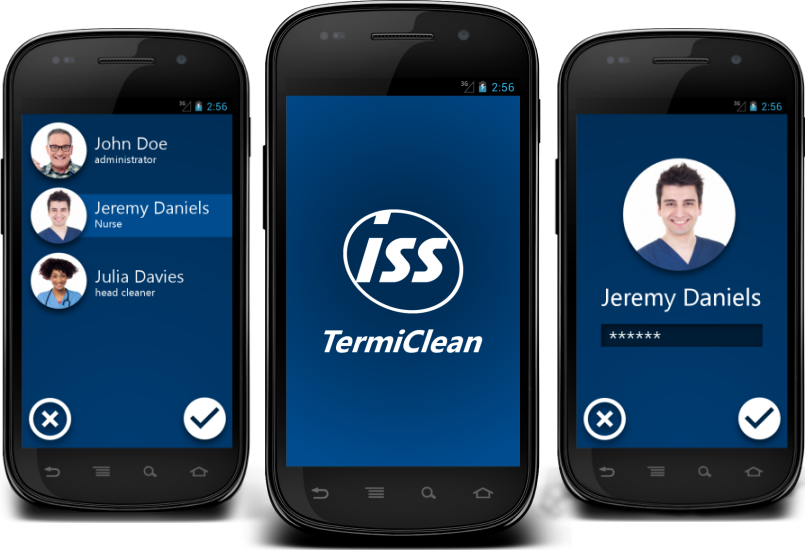 3G 2:56
John Doe
administrator
Jeremy Daniels
Nurse
Julia Davies
head cleaner
3G 2:56
ISS
TermiClean
3G 2:56
Jeremy Daniels
******